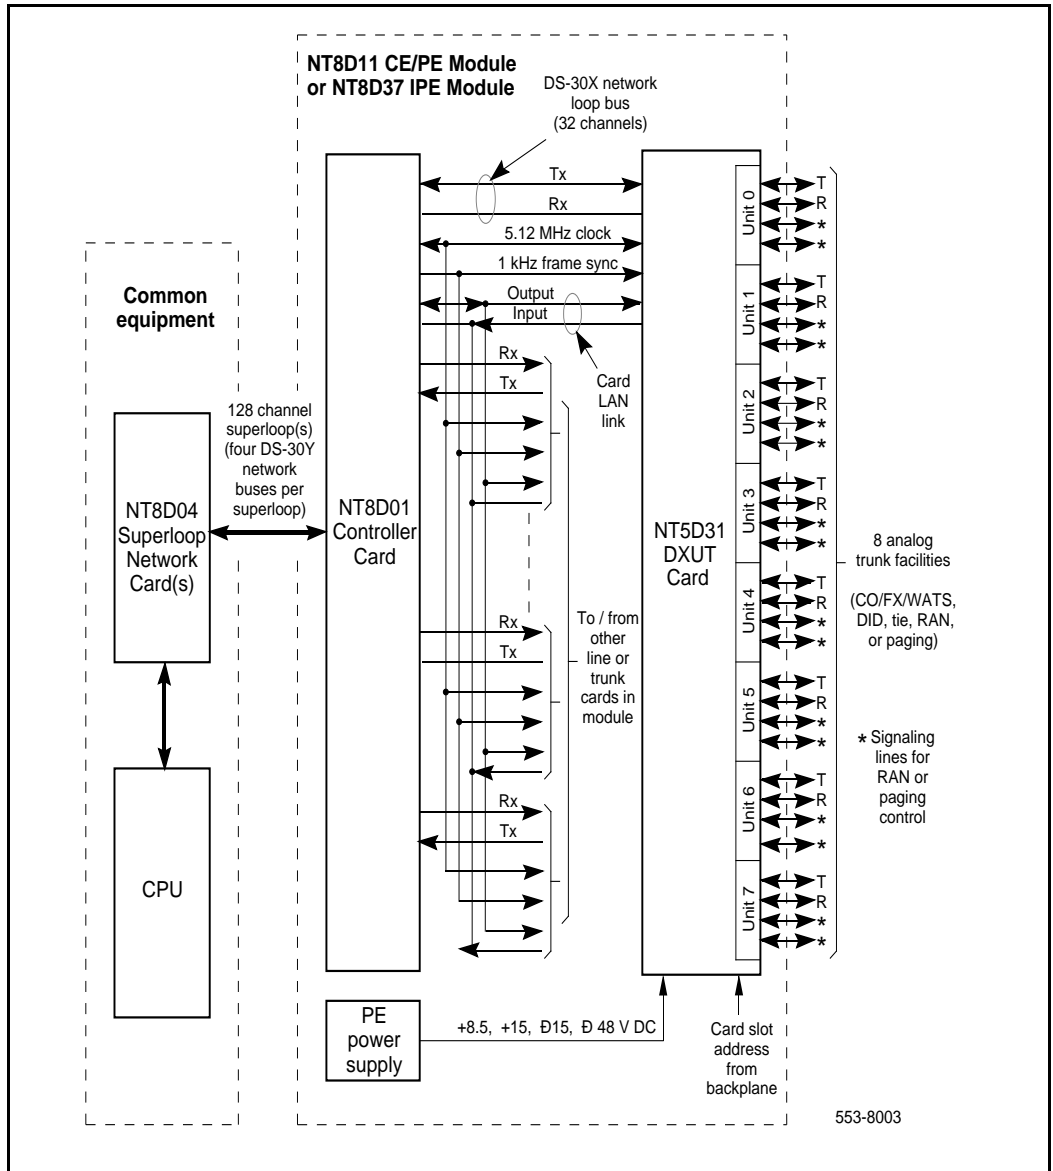 NT8D11 CE/PE Module
or NT8D37 IPE Module
DS-30X network
loop bus
(32 channels)
Tx
Rx
5.12 MHz clock
1 kHz frame sync
Output
Input
Card
LAN
link
Common
equipment
128 channel
superloop(s)
(four DS-30Y
network
buses per
superloop)
NT8D04
Superloop
Network
Card(s)
CPU
NT8D01
Controller
Card
Rx
Tx
Rx
Tx
Rx
Tx
To / from
other
line or
trunk
cards in
module
NT5D31
DXUT
Card
Unit 0
T
R
*
*
Unit 1
T
R
*
*
Unit 2
T
R
*
*
Unit 3
T
R
*
*
Unit 4
T
R
*
*
Unit 5
T
R
*
*
Unit 6
T
R
*
*
Unit 7
T
R
*
*
8 analog
trunk facilities
(CO/FX/WATS,
DID, tie, RAN,
or paging)
* Signaling
lines for
RAN or
paging
control
PE
power
supply
+8.5, +15, Ð15, Ð 48 V DC
Card slot
address
from
backplane
553-8003